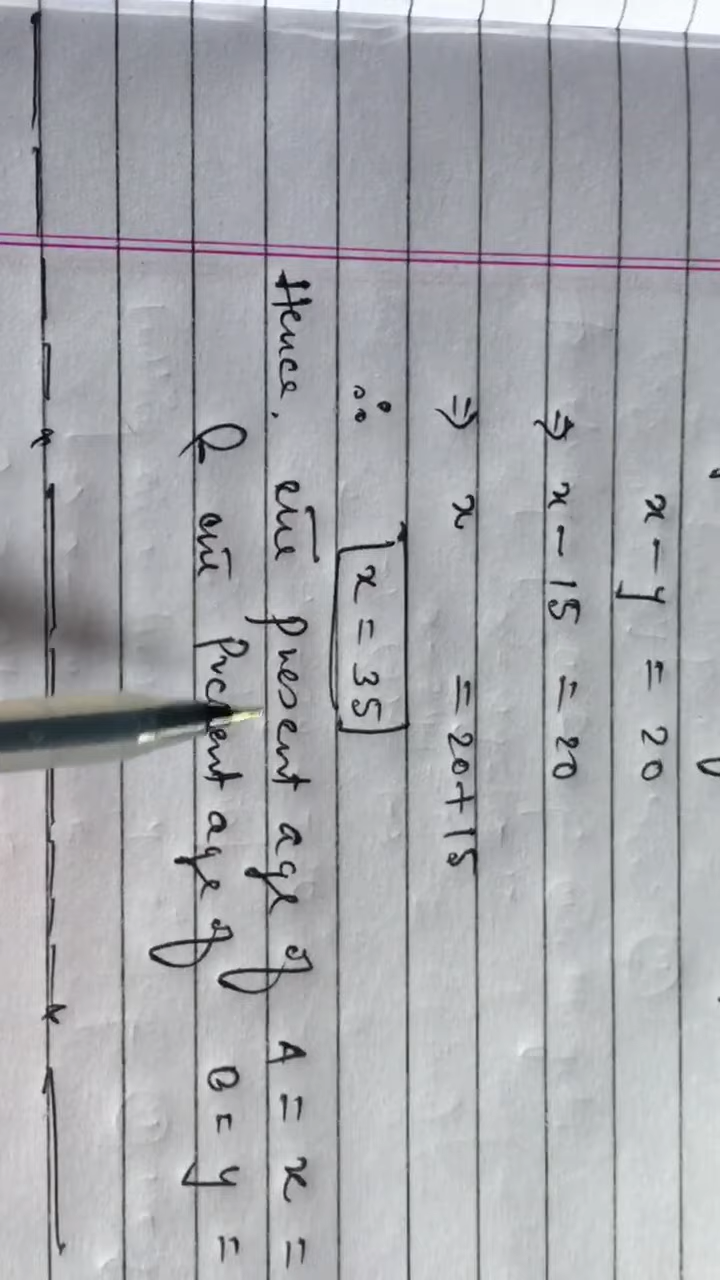 x - y = 20
⇒ x - 15 = 20
⇒ x = 20 + 15
∴ x = 35
Hence, the present age of A = x =
& the present age of B = y =